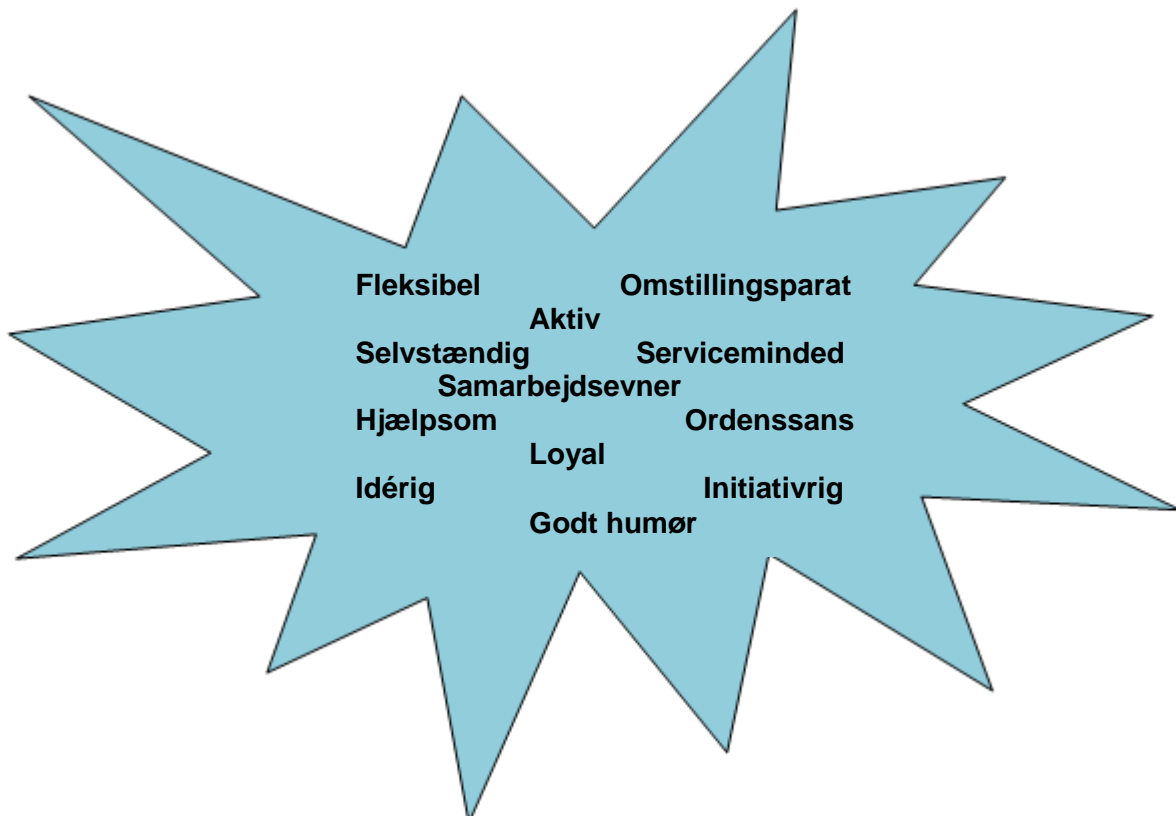 Fleksibel Omstillingsparat
Aktiv
Selvstændig Serviceminded
Samarbejdsevner
Hjælpsom Ordenssans
Loyal
Idérig Initiativrig
Godt humør